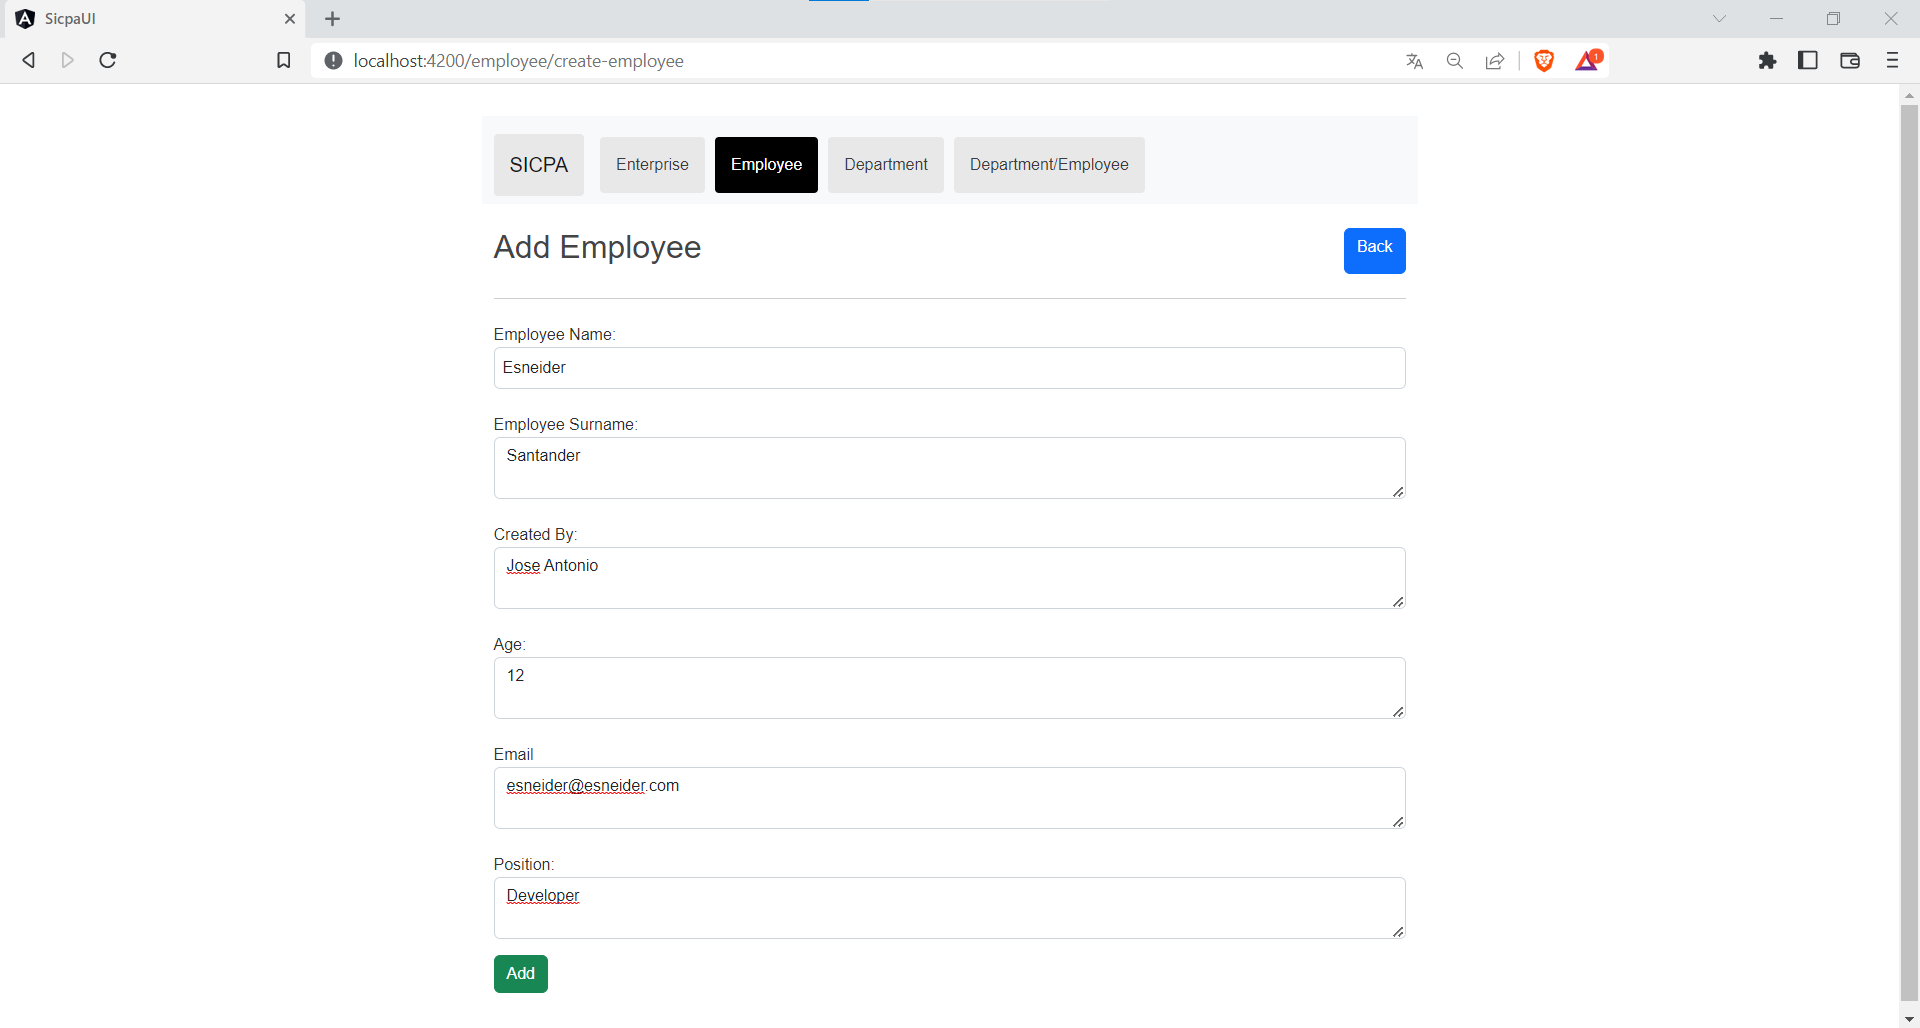 SicpaUI
localhost:4200/employee/create-employee
1
SICPA Enterprise Employee Department Department/Employee
Add Employee
Back
Employee Name:
Esneider
Employee Surname:
Santander
Created By:
Jose Antonio
Age:
12
Email
esneider@esneider.com
Position:
Developer
Add